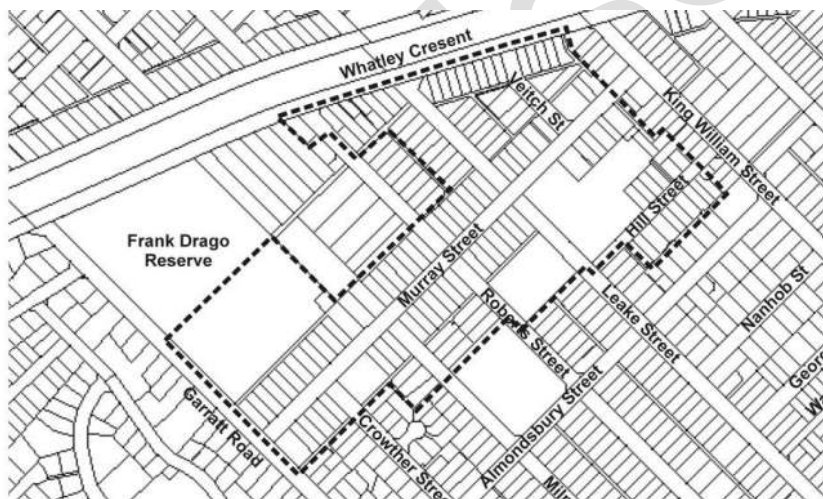 Whatley Cresent
Veitch St
King William Street
Frank Drago
Reserve
Hill Street
Murray Street
Roberts Street
Leake Street
Nanhob St
Garratt Road
Almondsbury Street
Crowther Stre